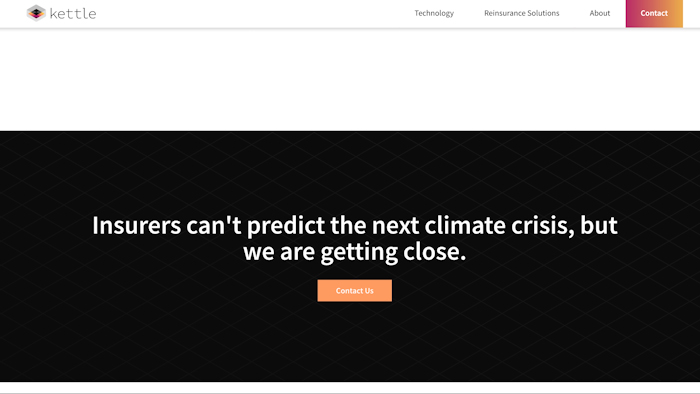 kettle
Technology
Reinsurance Solutions
About
Contact
Insurers can't predict the next climate crisis, but
we are getting close.
Contact Us